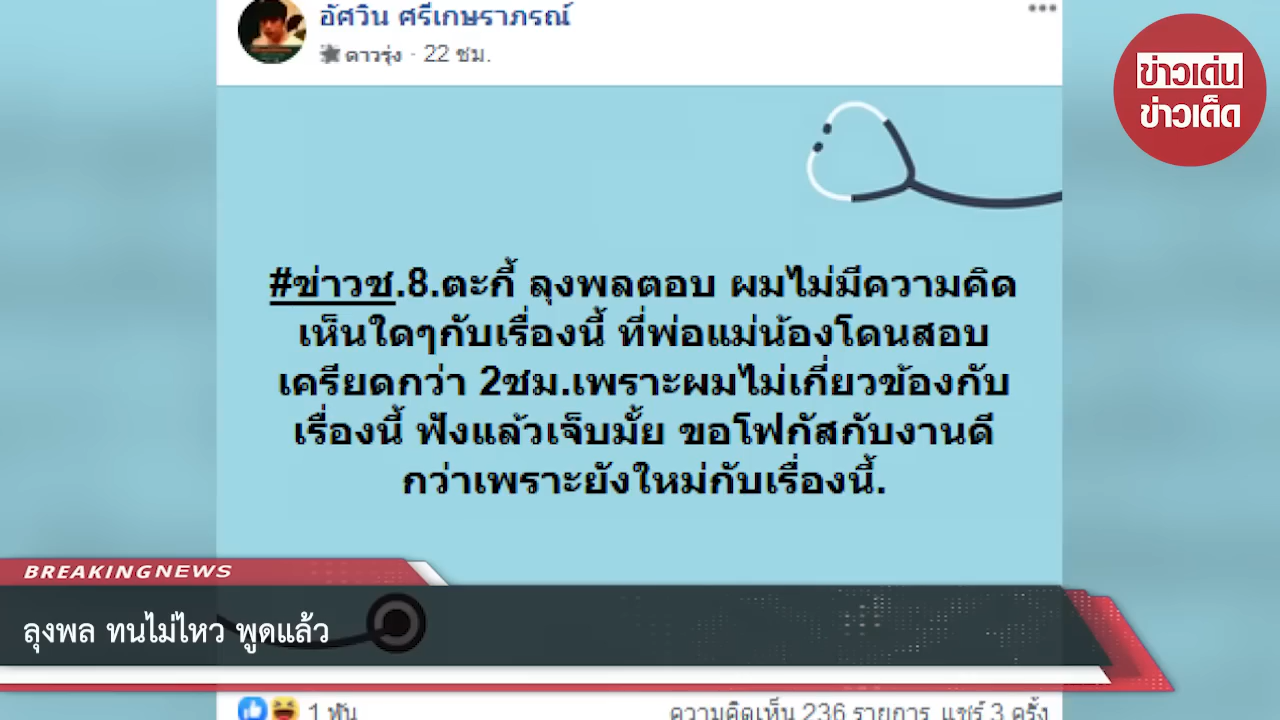 อัศวิน ศรีเกษราภรณ์
ดาวรุ่ง · 22 ชม.
ข่าวเด่น
ข่าวเด็ด
#ข่าวช.8.ตะกี้ ลุงพลตอบ ผมไม่มีความคิด
เห็นใดๆกับเรื่องนี้ ที่พ่อแม่น้องโดนสอบ
เครียดกว่า 2ชม.เพราะผมไม่เกี่ยวข้องกับ
เรื่องนี้ ฟังแล้วเจ็บมั้ย ขอโฟกัสกับงานดี
กว่าเพราะยังใหม่กับเรื่องนี้.
BREAKINGNEWS
ลุงพล ทนไม่ไหว พูดแล้ว
1 พัน
ความคิดเห็น 236 รายการ แชร์ 3 ครั้ง